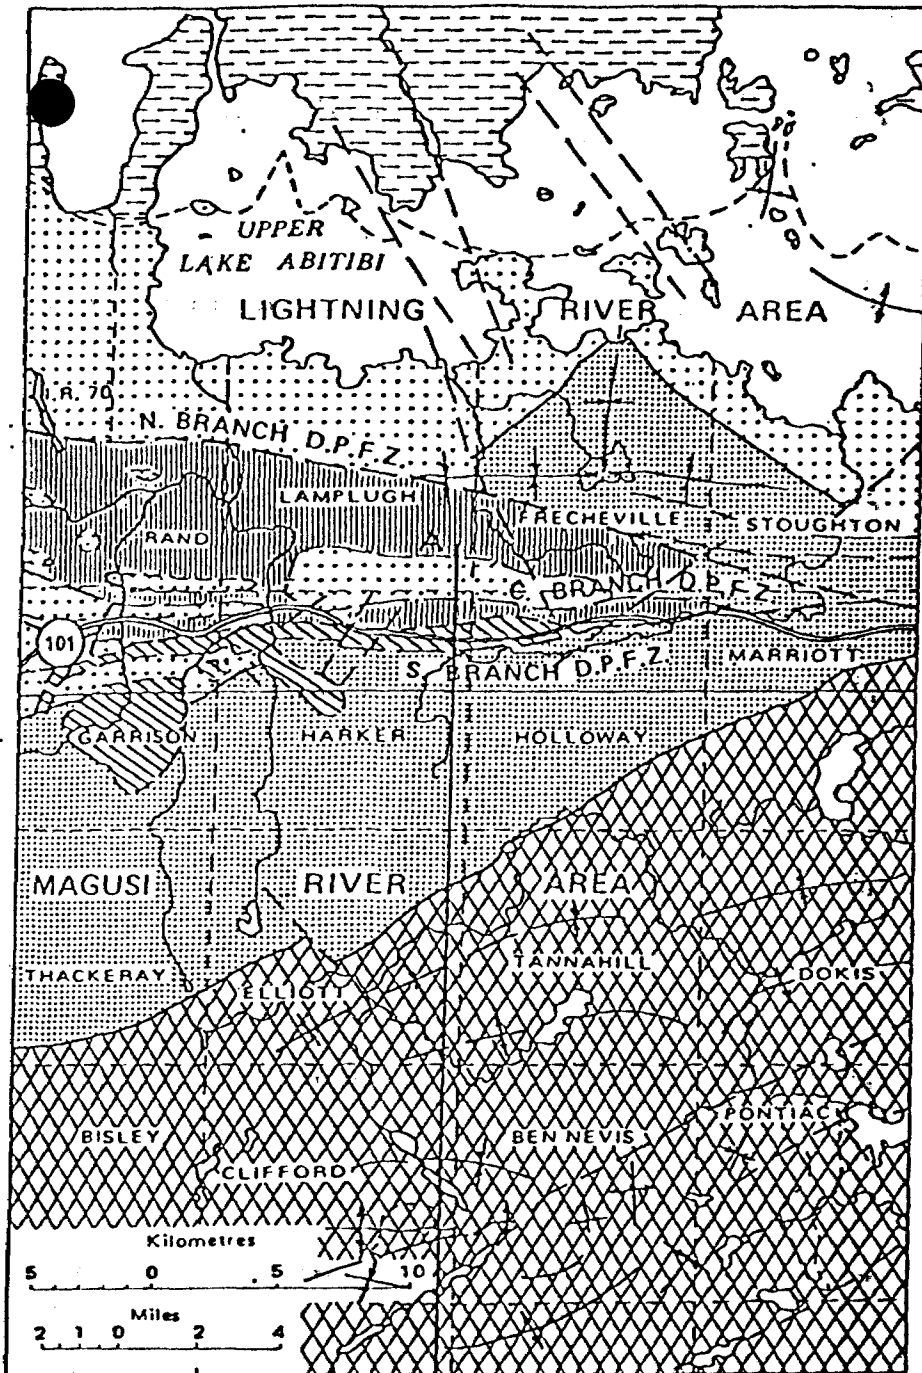 UPPER
LAKE ABITIBI
LIGHTNING RIVER AREA
I.R. 70
N. BRANCH D.P.F.Z.
LAMPLUGH
FRECHEVILLE
STOUGHTON
RAND
A
C. BRANCH D.P.F.Z.
101
S. BRANCH D.P.F.Z.
MARRIOTT
GARRISON
HARKER
HOLLOWAY
MAGUSI RIVER AREA
THACKERAY
ELLIOTT
TANNAHILL
DOKIS
BISLEY
CLIFFORD
BEN NEVIS
PONTIAC
Kilometres
5 0 5 10
Miles
2 1 0 2 4